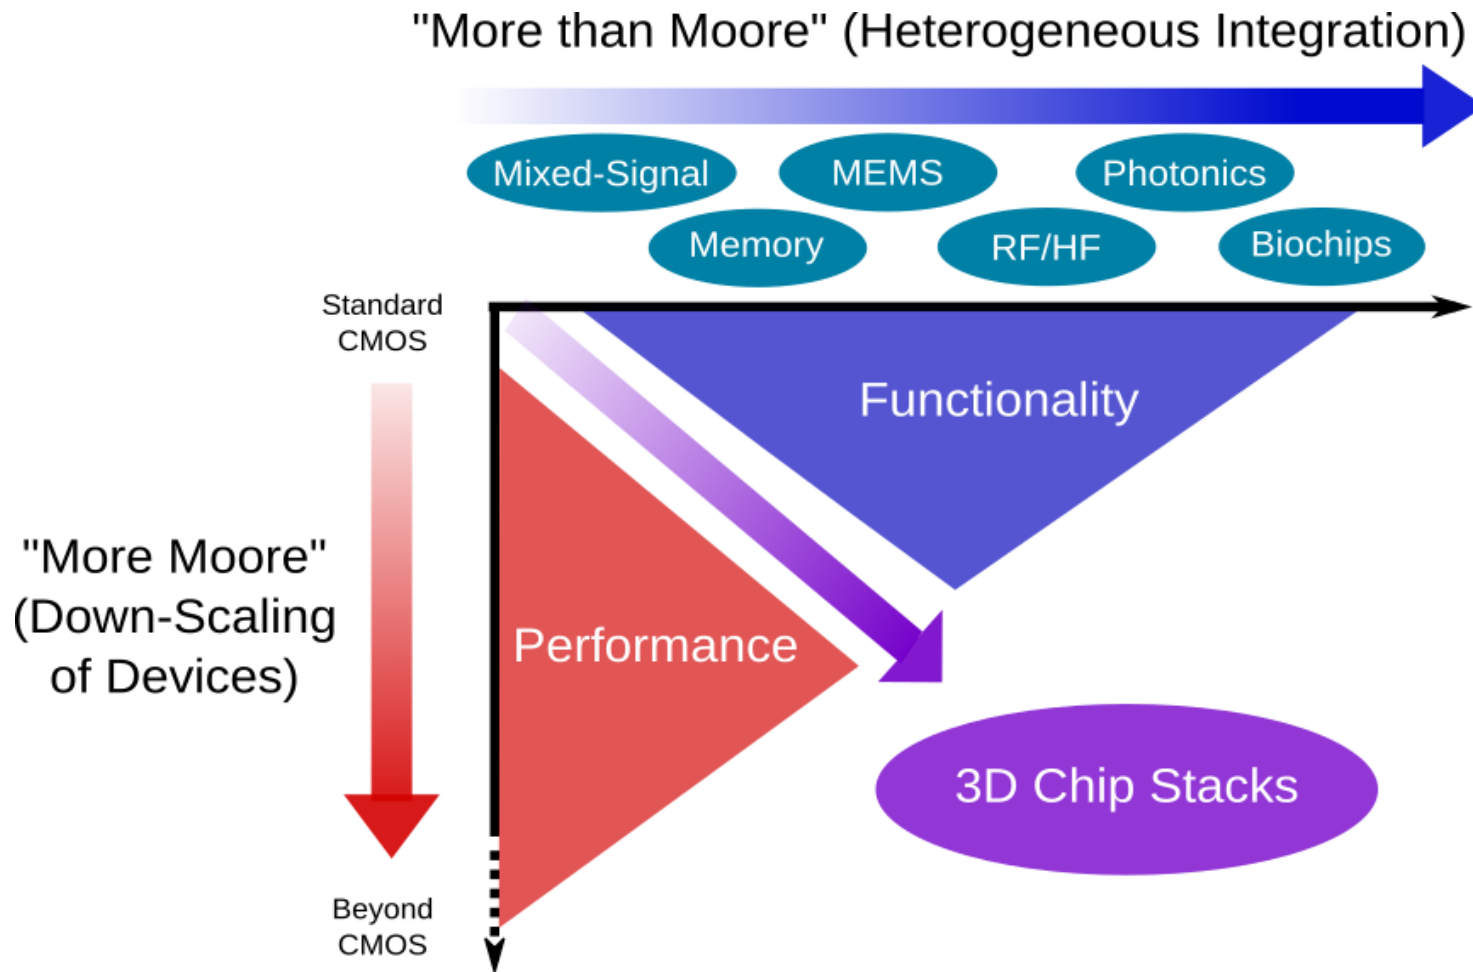 "More than Moore" (Heterogeneous Integration)
Mixed-Signal
MEMS
Photonics
Memory
RF/HF
Biochips
Standard
CMOS
Functionality
"More Moore"
(Down-Scaling
of Devices)
Performance
3D Chip Stacks
Beyond
CMOS